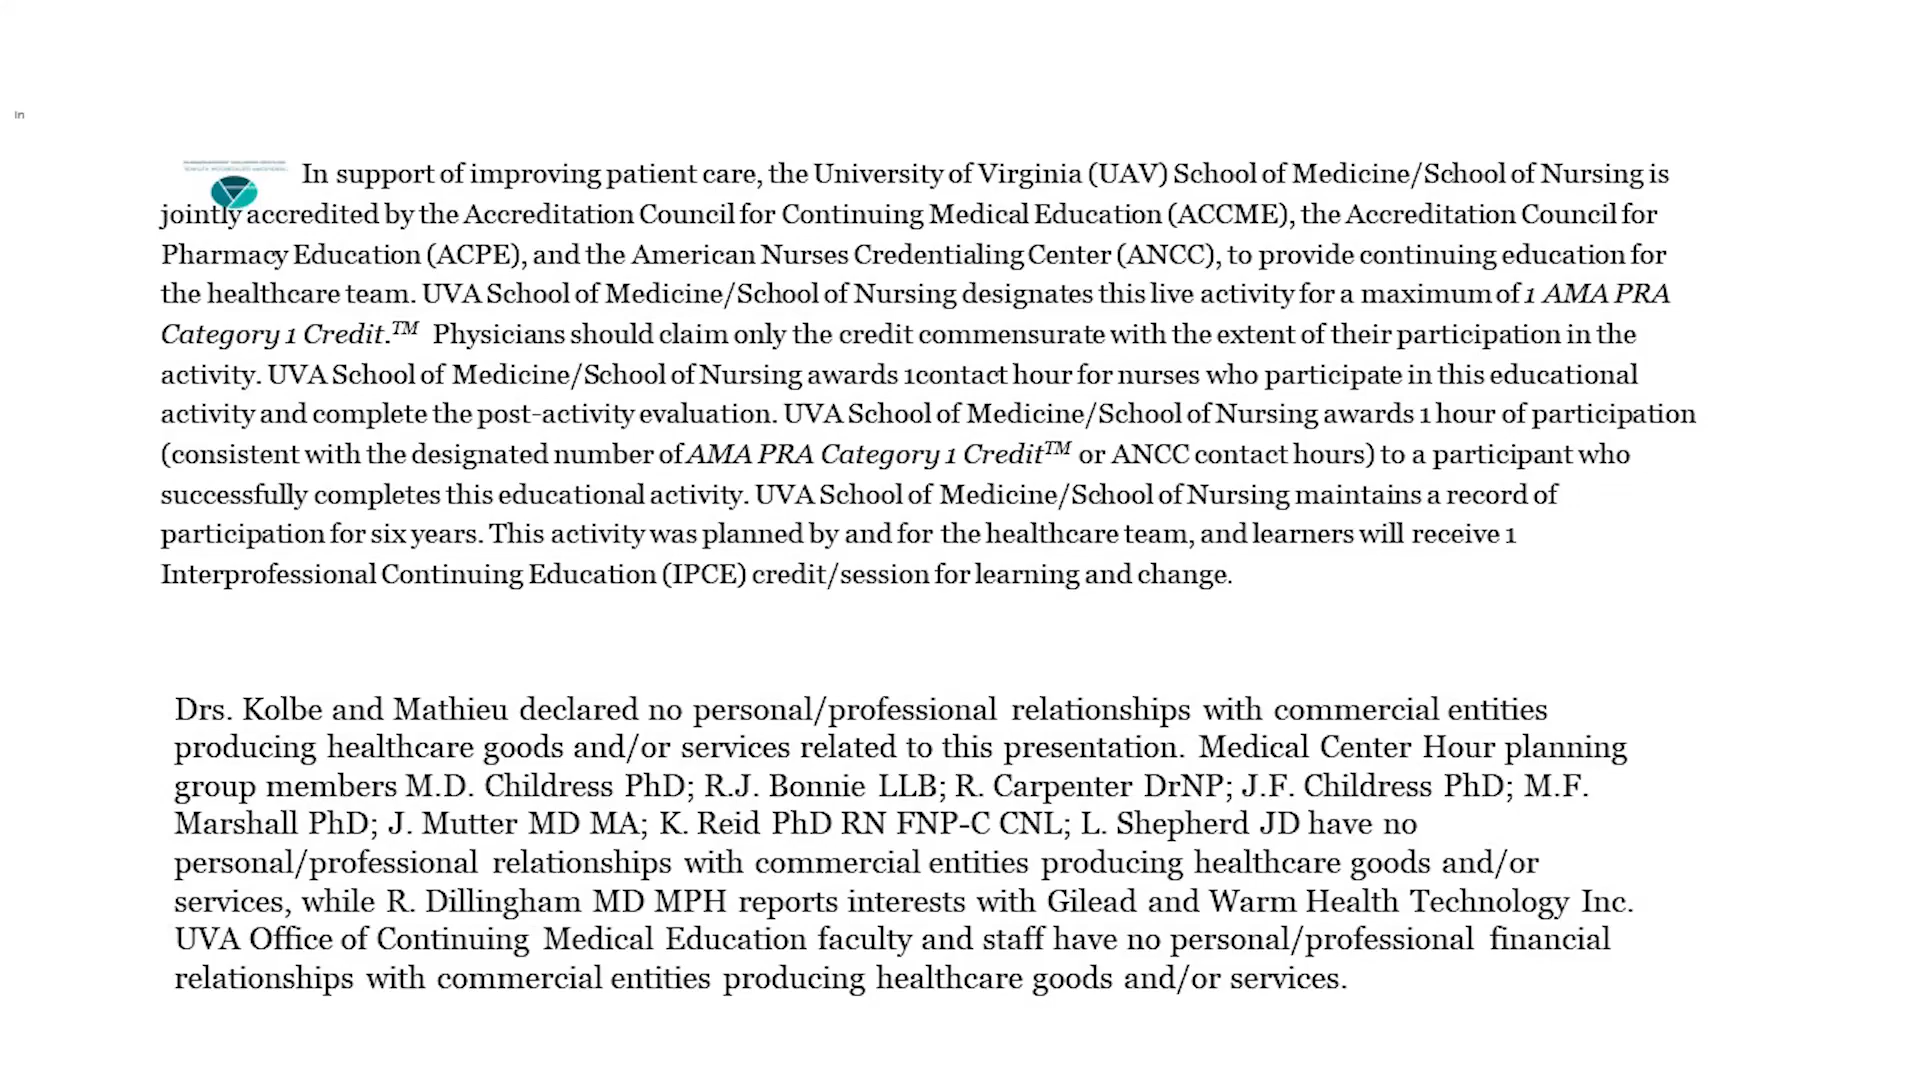 In
In support of improving patient care, the University of Virginia (UAV) School of Medicine/School of Nursing is
jointly accredited by the Accreditation Council for Continuing Medical Education (ACCME), the Accreditation Council for
Pharmacy Education (ACPE), and the American Nurses Credentialing Center (ANCC), to provide continuing education for
the healthcare team. UVA School of Medicine/School of Nursing designates this live activity for a maximum of 1 AMA PRA
Category 1 Credit.TM Physicians should claim only the credit commensurate with the extent of their participation in the
activity. UVA School of Medicine/School of Nursing awards 1contact hour for nurses who participate in this educational
activity and complete the post-activity evaluation. UVA School of Medicine/School of Nursing awards 1 hour of participation
(consistent with the designated number of AMA PRA Category 1 CreditTM or ANCC contact hours) to a participant who
successfully completes this educational activity. UVA School of Medicine/School of Nursing maintains a record of
participation for six years. This activity was planned by and for the healthcare team, and learners will receive 1
Interprofessional Continuing Education (IPCE) credit/session for learning and change.
Drs. Kolbe and Mathieu declared no personal/professional relationships with commercial entities
producing healthcare goods and/or services related to this presentation. Medical Center Hour planning
group members M.D. Childress PhD; R.J. Bonnie LLB; R. Carpenter DrNP; J.F. Childress PhD; M.F.
Marshall PhD; J. Mutter MD MA; K. Reid PhD RN FNP-C CNL; L. Shepherd JD have no
personal/professional relationships with commercial entities producing healthcare goods and/or
services, while R. Dillingham MD MPH reports interests with Gilead and Warm Health Technology Inc.
UVA Office of Continuing Medical Education faculty and staff have no personal/professional financial
relationships with commercial entities producing healthcare goods and/or services.